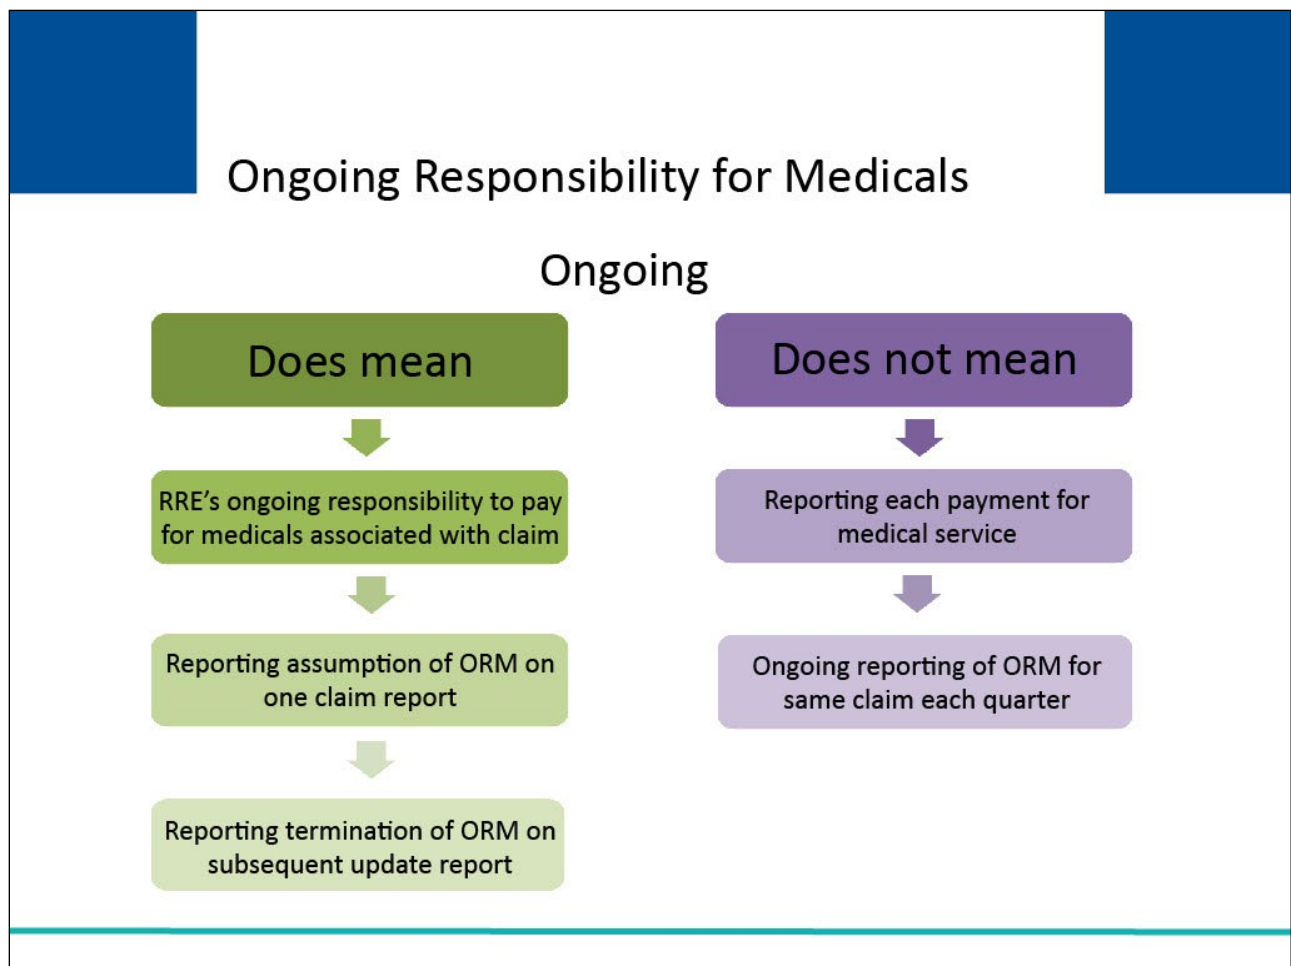 Ongoing Responsibility for Medicals
Ongoing
Does mean
RRE’s ongoing responsibility to pay
for medicals associated with claim
Reporting assumption of ORM on
one claim report
Reporting termination of ORM on
subsequent update report
Does not mean
Reporting each payment for
medical service
Ongoing reporting of ORM for
same claim each quarter